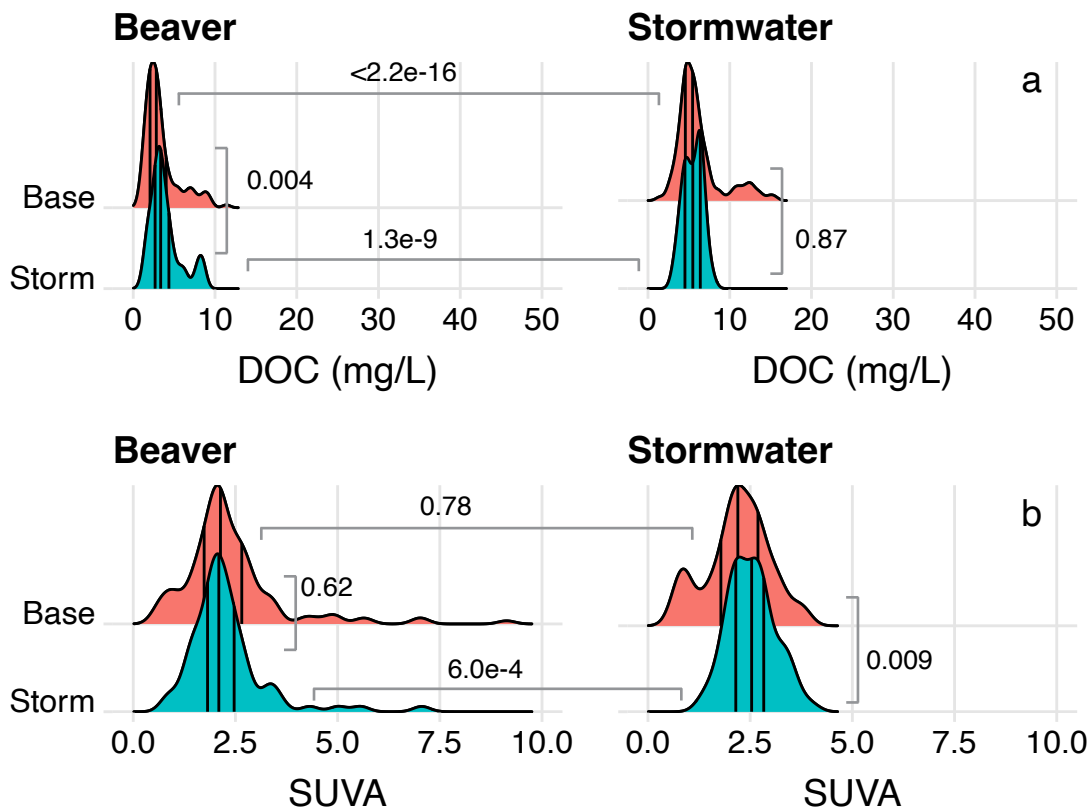 Beaver Stormwater
<2.2e-16 a
0.004
Base
1.3e-9 0.87
Storm
0 10 20 30 40 50 0 10 20 30 40 50
DOC (mg/L) DOC (mg/L)
Beaver Stormwater
0.78 b
0.62
Base
6.0e-4 0.009
Storm
0.0 2.5 5.0 7.5 10.0 0.0 2.5 5.0 7.5 10.0
SUVA SUVA